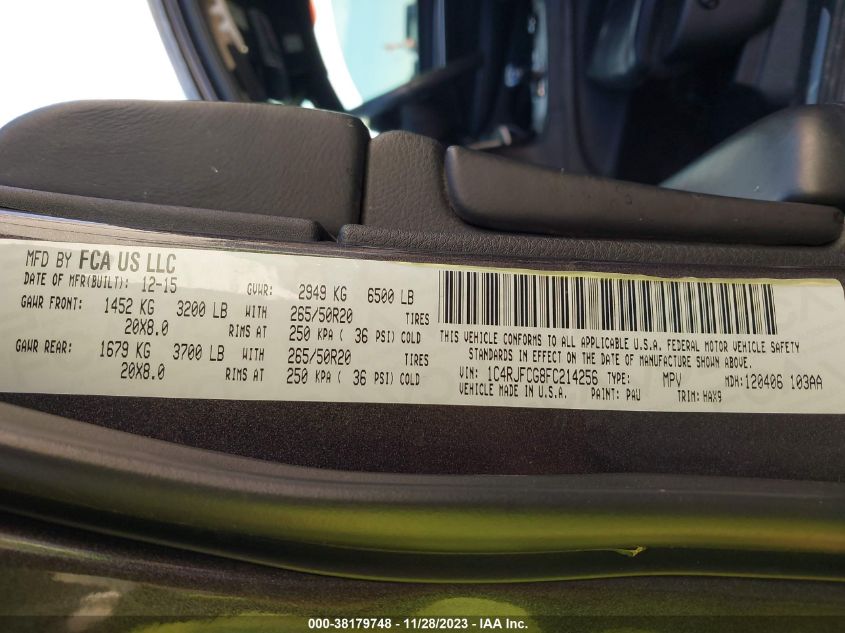 MFD BY FCA US LLC
DATE OF MFR(BUITLT): 12-15 GVWR: 2949 KG 6500 LB
GAWR FRONT: 1452 KG 3200 LB WITH 265/50R20 TIRES
20X8.0 RIMS AT 250 KPA ( 36 PSI) COLD
GAWR REAR: 1679 KG 3700 LB WITH 265/50R20 TIRES
20X8.0 RIMS AT 250 KPA ( 36 PSI) COLD
THIS VEHICLE CONFORMS TO ALL APPLICABLE U.S.A. FEDERAL MOTOR VEHICLE SAFETY
STANDARDS IN EFFECT ON THE DATE OF MANUFACTURE SHOWN ABOVE.
VIN: 1C4RJFCG8FC214256 TYPE: MPV MDH:120406 103AA
VEHICLE MADE IN U.S.A. PAINT: PAU TRIM: HAX9
000-38179748 - 11/28/2023 - IAA Inc.